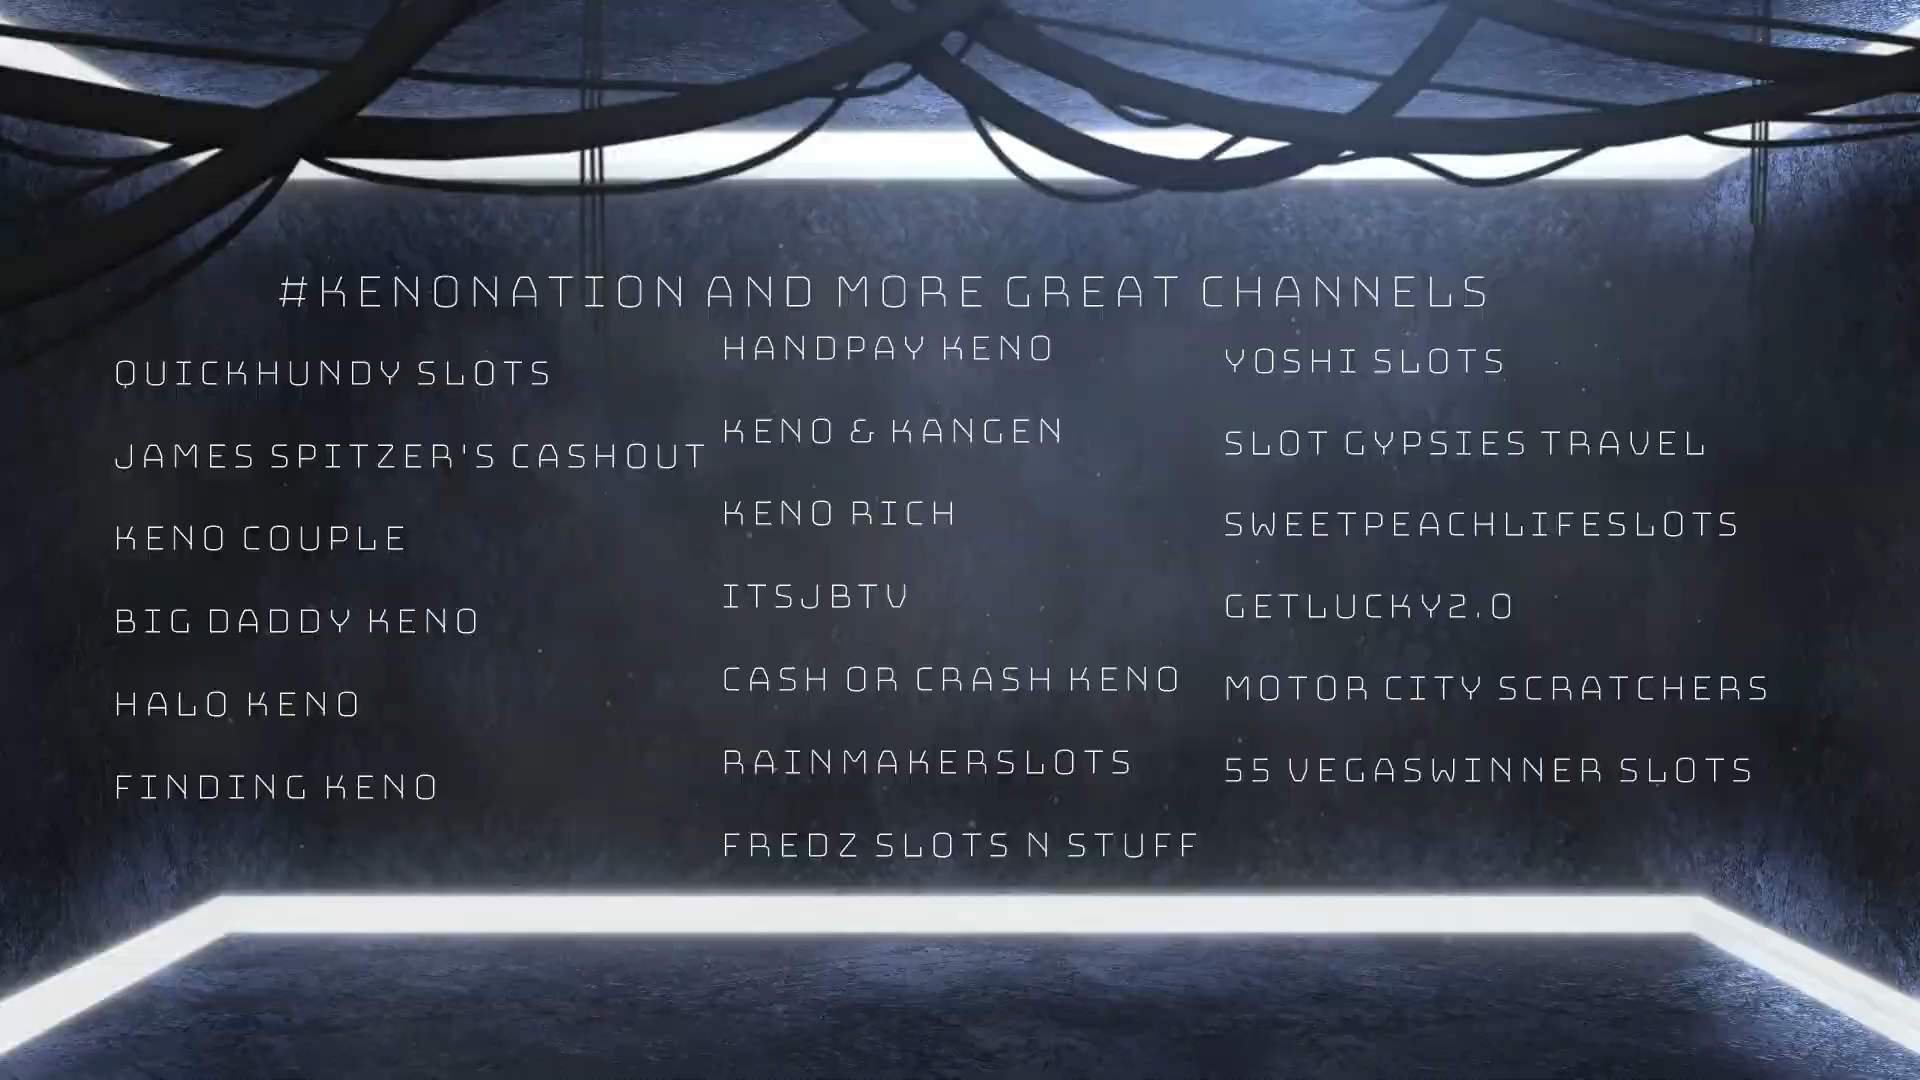 #KENONATION AND MORE GREAT CHANNELS
QUICKHUNDY SLOTS
JAMES SPITZER'S CASHOUT
KENO COUPLE
BIG DADDY KENO
HALO KENO
FINDING KENO
HANDPAY KENO
KENO & KANGEN
KENO RICH
ITSJBTV
CASH OR CRASH KENO
RAINMAKERSLOTS
FREDZ SLOTS N STUFF
YOSHI SLOTS
SLOT GYPSIES TRAVEL
SWEETPEACHLIFESLOTS
GETLUCKY2.0
MOTOR CITY SCRATCHERS
55 VEGASWINNER SLOTS